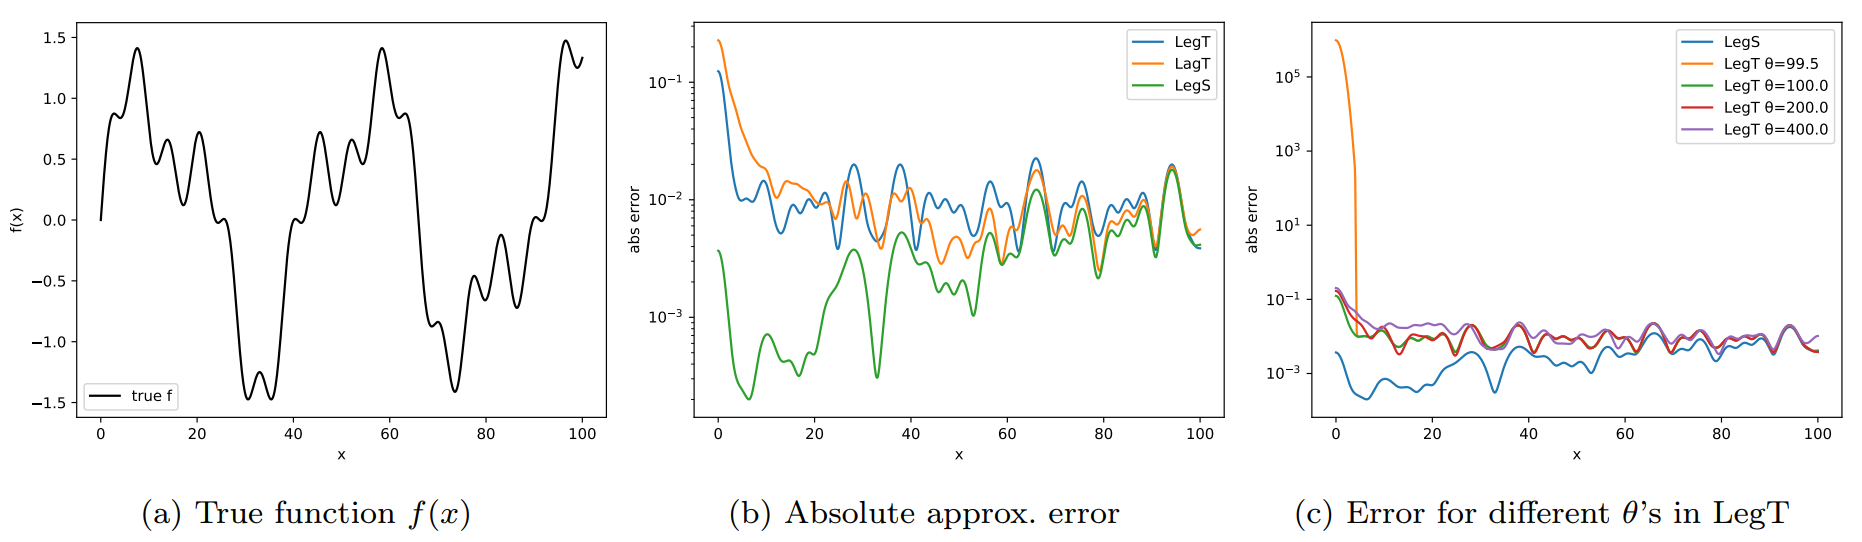 1.5
1.0
0.5
0.0
−0.5
−1.0
−1.5
f(x)
true f
0 20 40 60 80 100
x
(a) True function f(x)
10⁻¹
10⁻²
10⁻³
abs error
LegT
LagT
LegS
0 20 40 60 80 100
x
(b) Absolute approx. error
10⁵
10³
10¹
10⁻¹
10⁻³
abs error
LegS
LegT θ=99.5
LegT θ=100.0
LegT θ=200.0
LegT θ=400.0
0 20 40 60 80 100
x
(c) Error for different θ’s in LegT